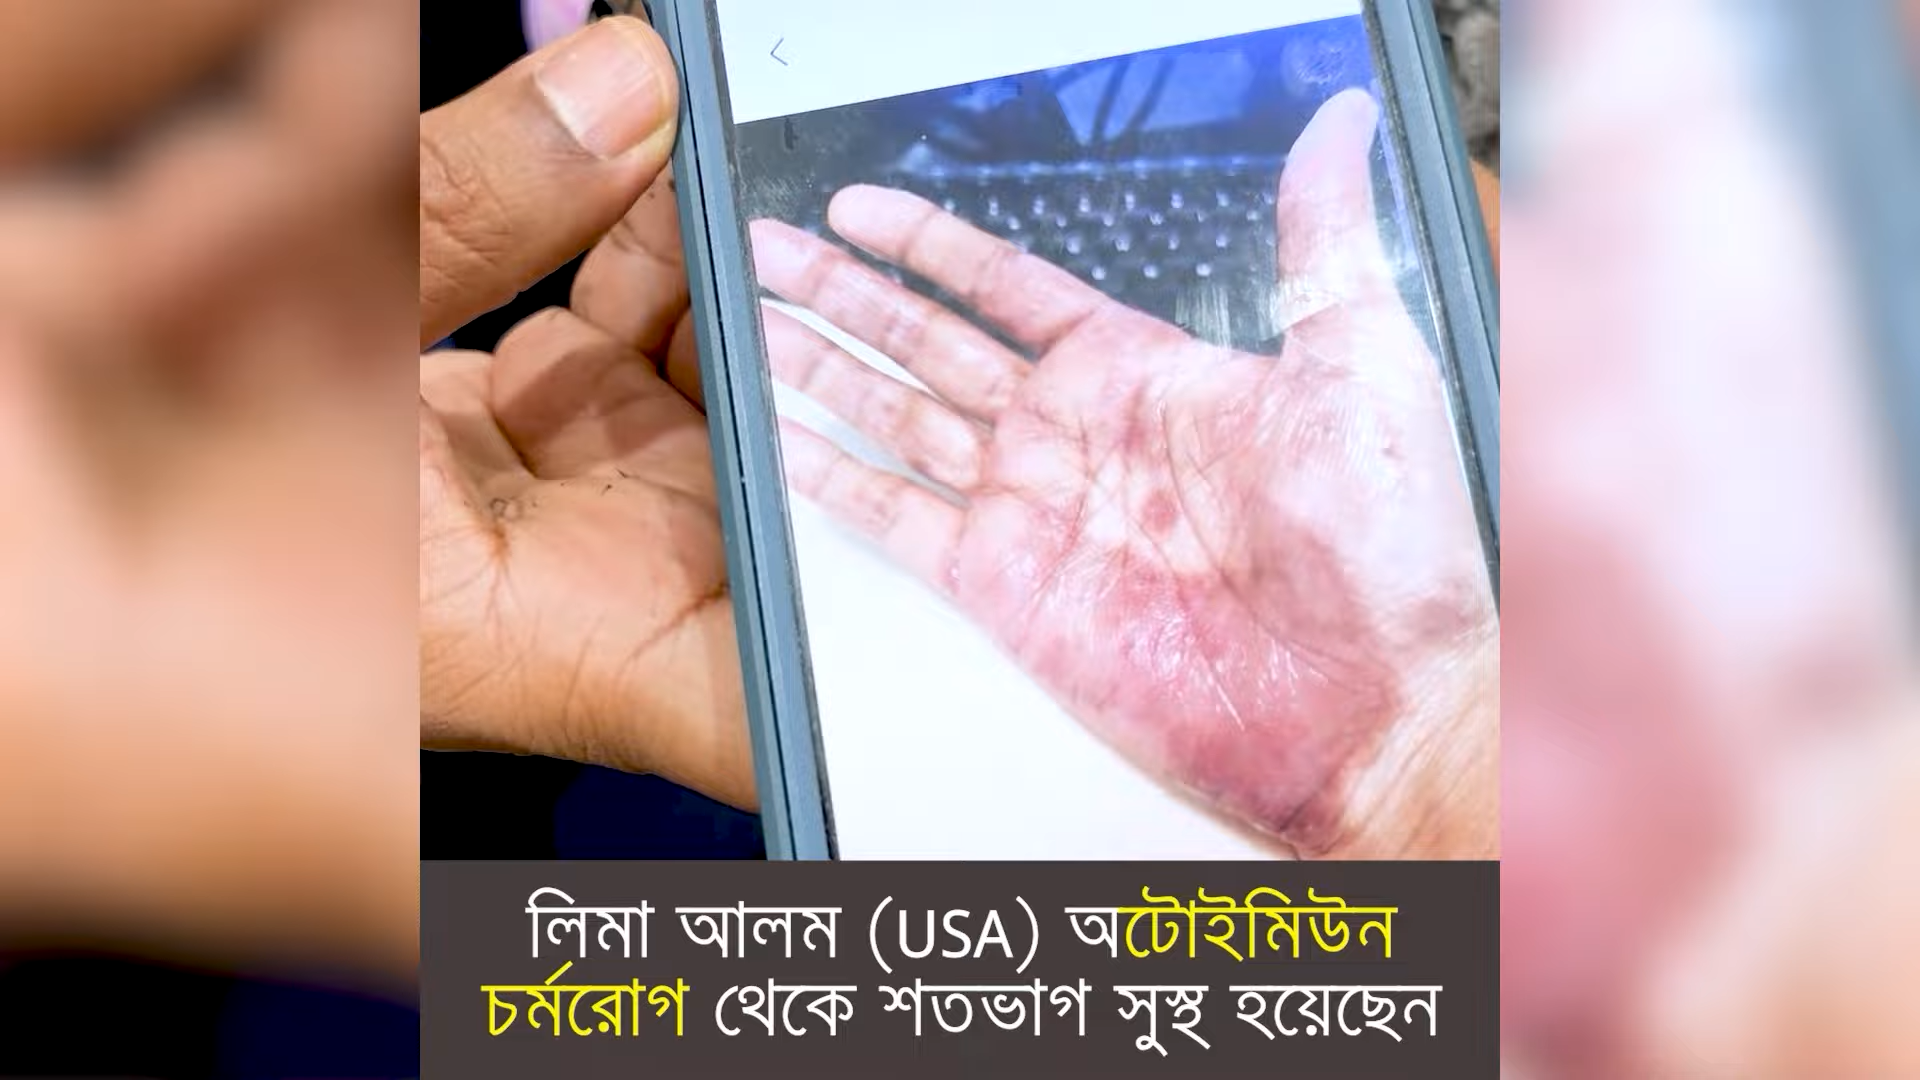 লিমা আলম (USA) অটোইমিউন
চর্মরোগ থেকে শতভাগ সুস্থ হয়েছেন